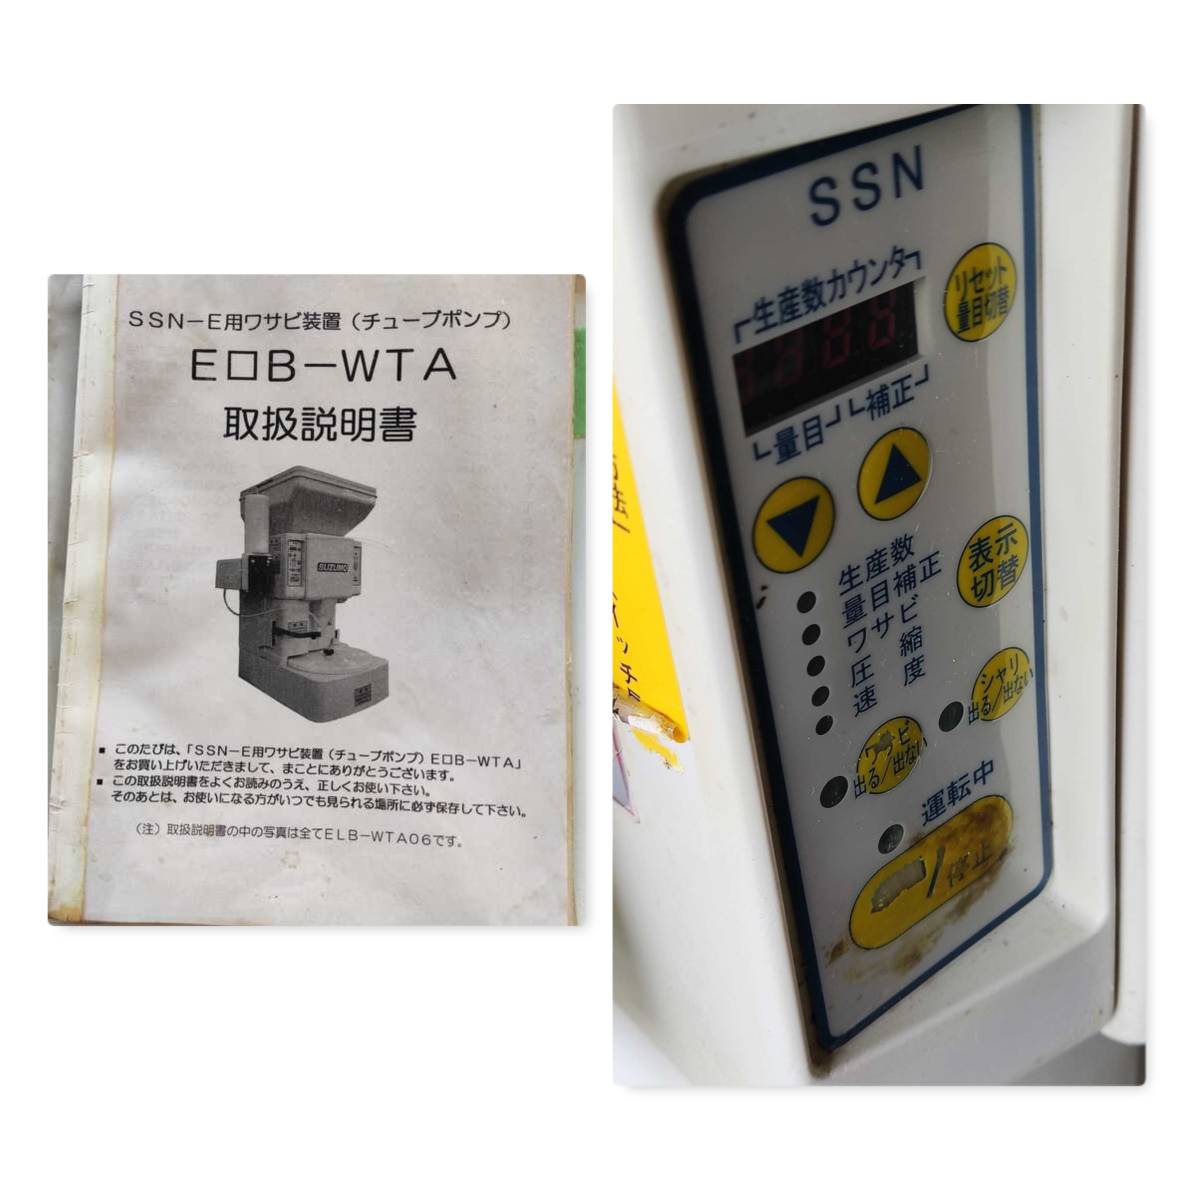 SSN－E用ワサビ装置（チューブポンプ）
E口B－WTA
取扱説明書
SUZUMO
■ このたびは、「SSN－E用ワサビ装置（チューブポンプ）E口B－WTA」
をお買い上げいただきまして、まことにありがとうございます。
■ この取扱説明書をよくお読みのうえ、正しくお使い下さい。
そのあとは、お使いになる方がいつでも見られる場所に必ず保存して下さい。
（注）取扱説明書の中の写真は全てELB－WTA06です。
SSN
┌生産数カウンタ┐
リセット
量目切替
└量目┘└補正┘
▼
▲
表示
切替
生産数
量目補正
ワサビ
圧縮
速度
シャリ
出る/出ない
ワサビ
出る/出ない
運転中
/停止